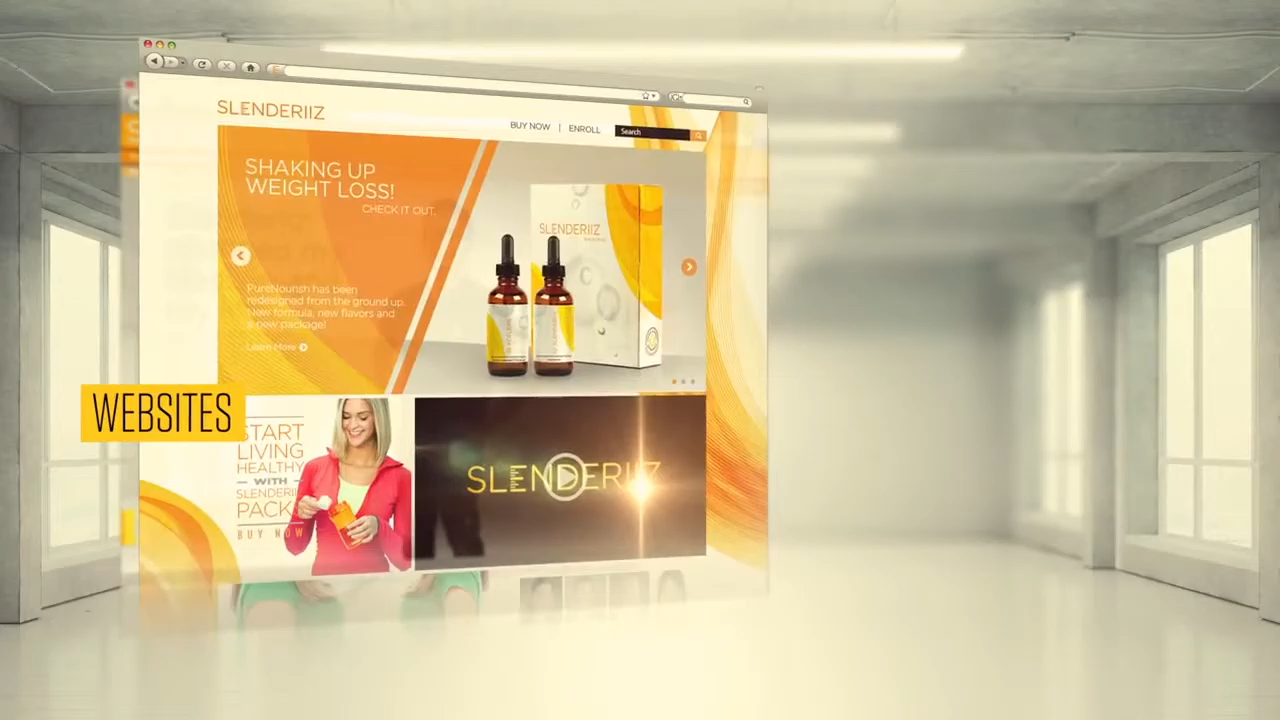 SLENDERIIZ
BUY NOW | ENROLL
Search
SHAKING UP
WEIGHT LOSS!
CHECK IT OUT.
SLENDERIIZ
PureNourish has been
redesigned from the ground up.
New formula, new flavors and
a new package!
Learn More
WEBSITES
START
LIVING
HEALTHY
WITH
SLENDERIIZ
PACK
BUY NOW
SLENDERIIZ